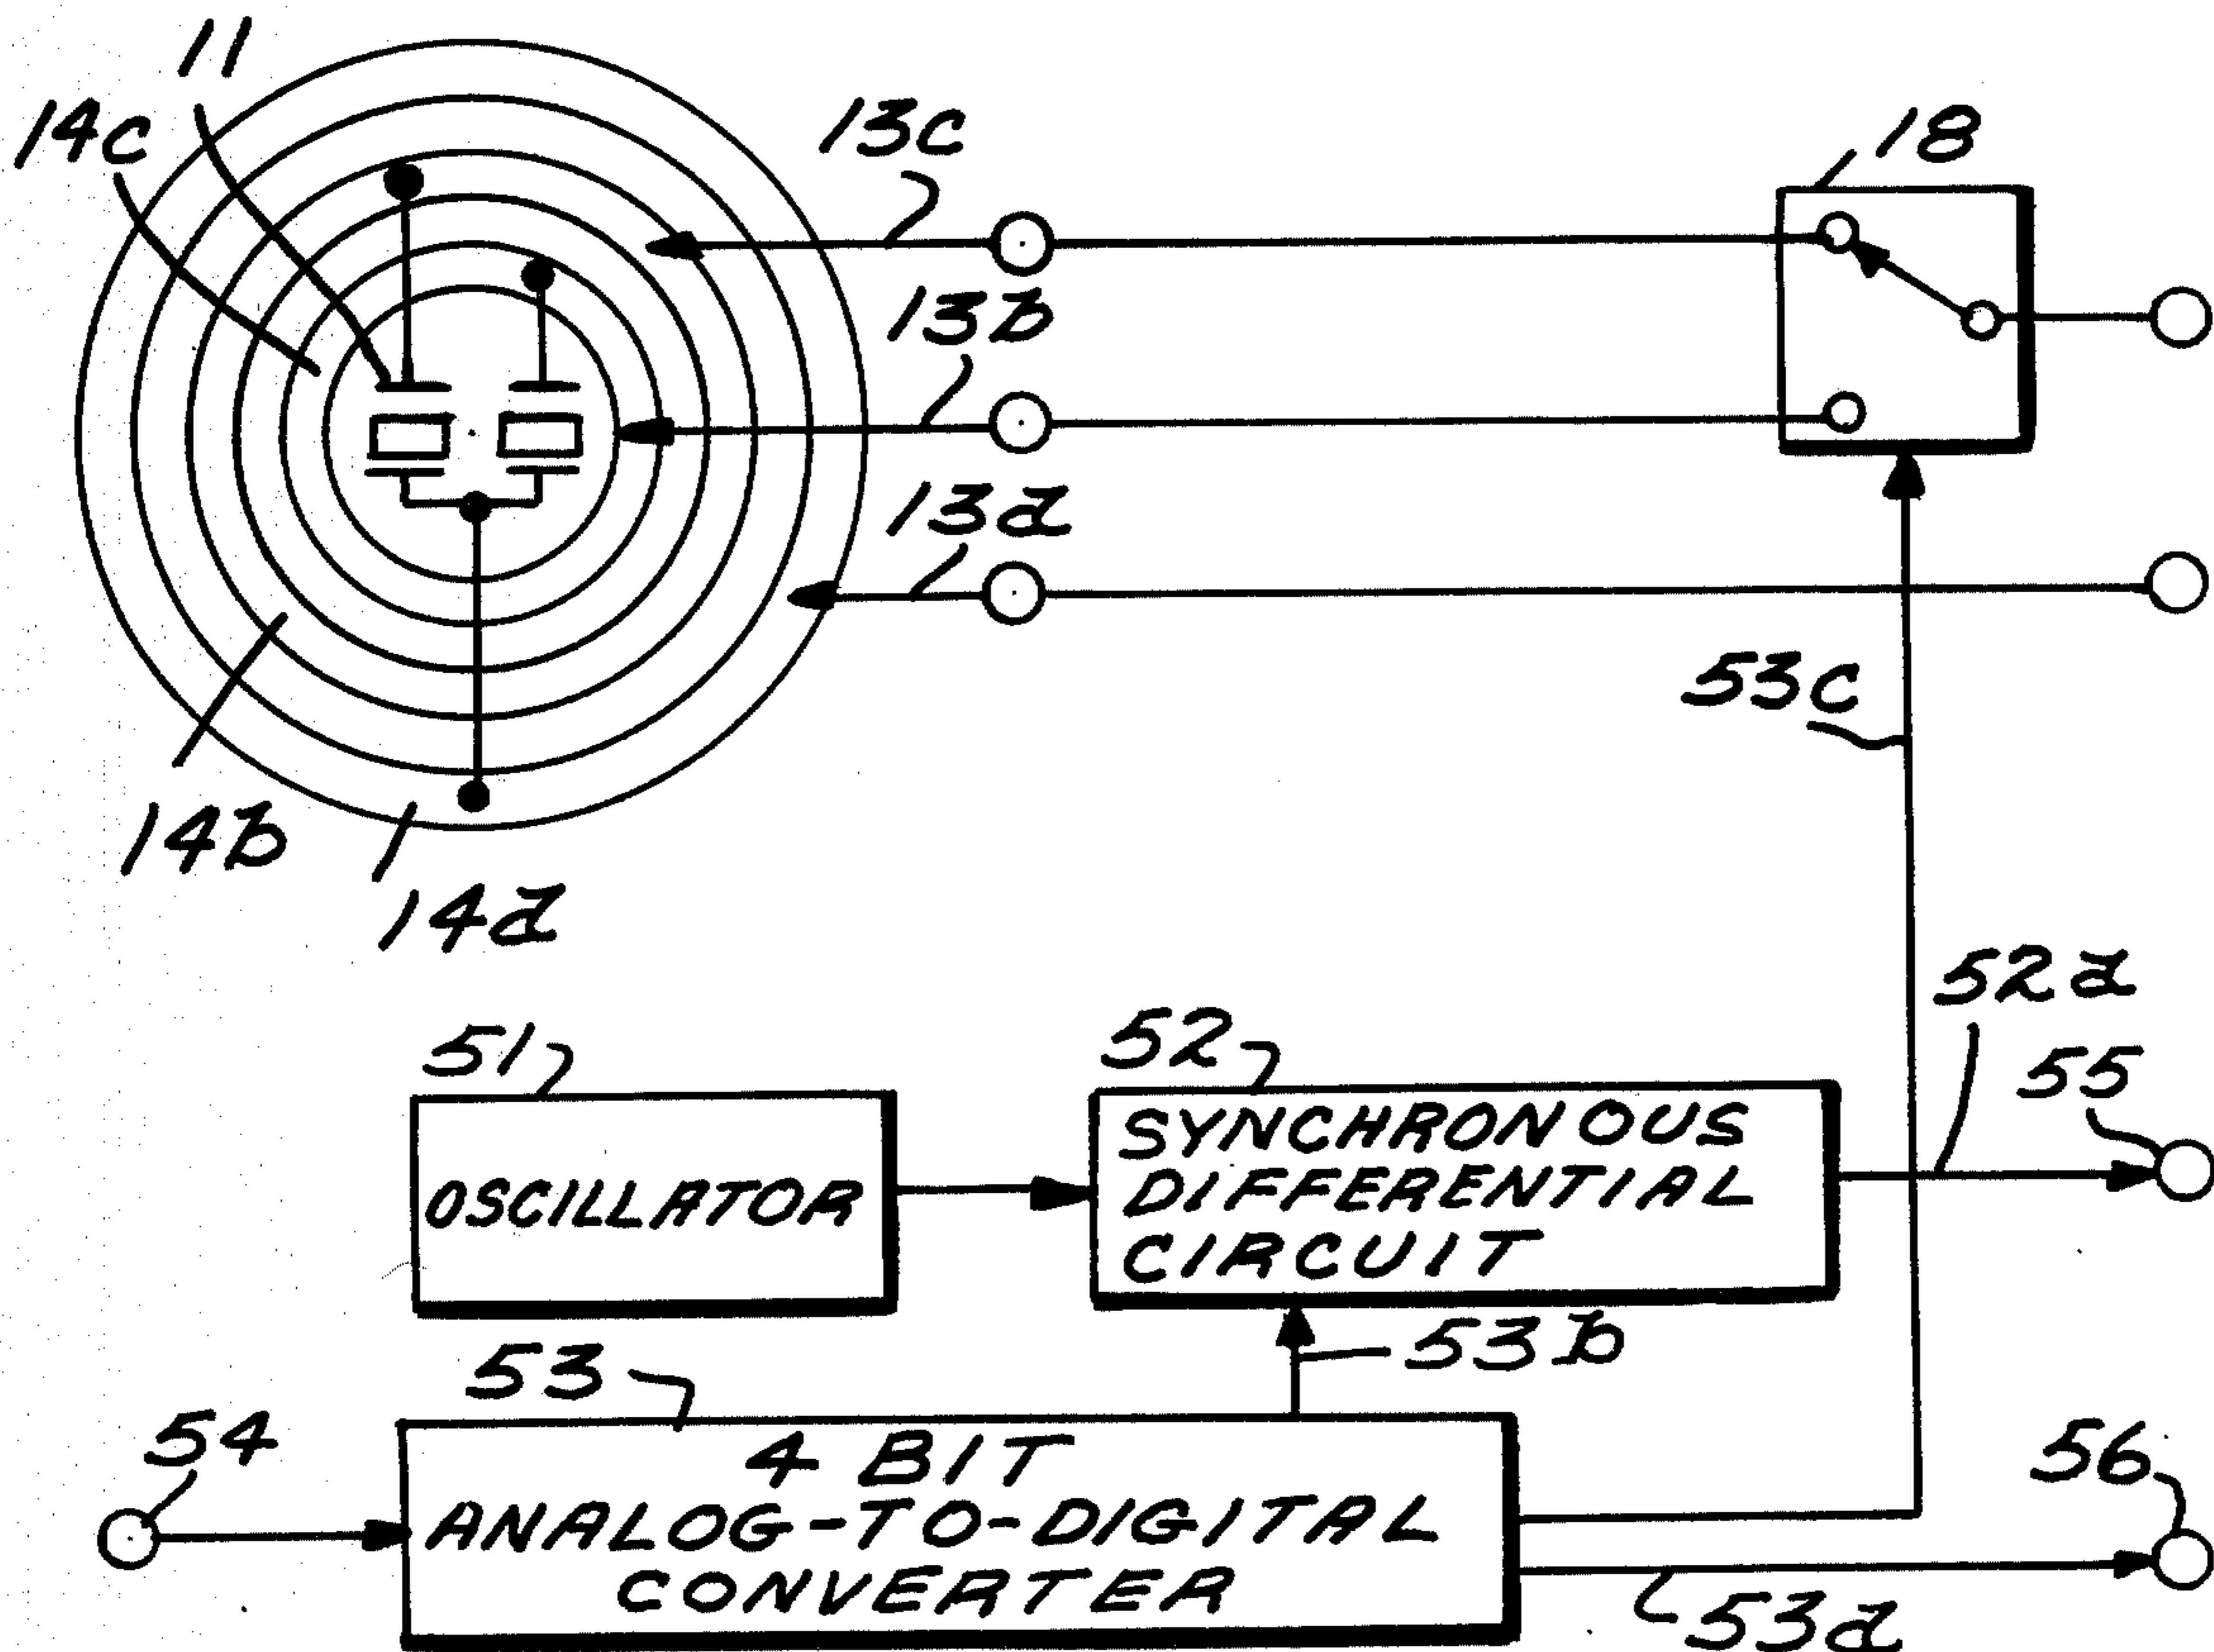 11
14c
13c
18
13b
13a
53c
14b
14a
52a
51
52
55
OSCILLATOR
SYNCHRONOUS
DIFFERENTIAL
CIRCUIT
53
53b
54
4 BIT
ANALOG-TO-DIGITAL
CONVERTER
56
53a